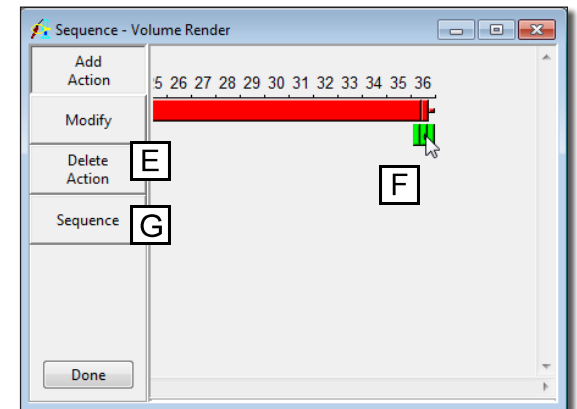 Sequence - Volume Render
Add
Action
5 26 27 28 29 30 31 32 33 34 35 36
Modify
Delete
Action
E
F
Sequence
G
Done